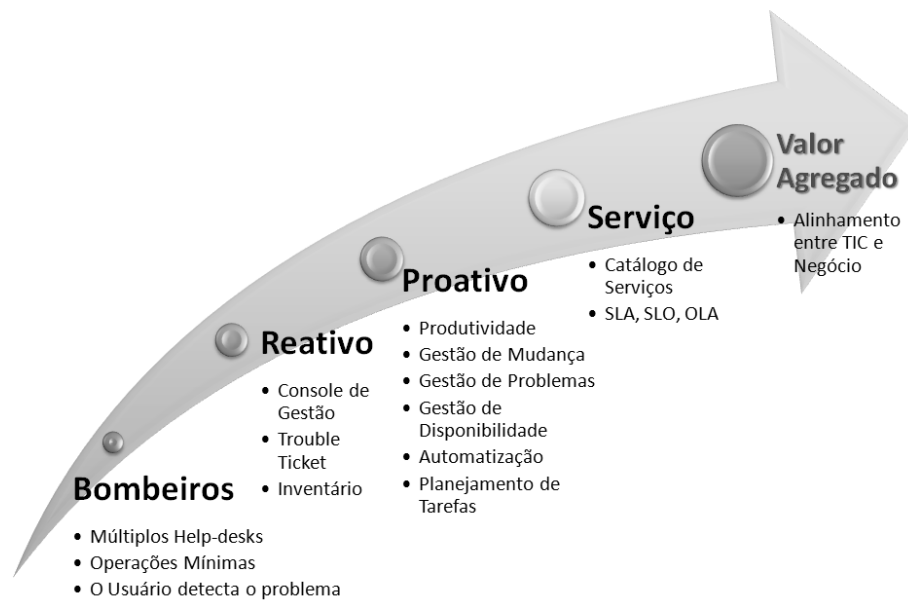 Bombeiros
• Múltiplos Help-desks
• Operações Mínimas
• O Usuário detecta o problema
Reativo
• Console de
Gestão
• Trouble
Ticket
• Inventário
Proativo
• Produtividade
• Gestão de Mudança
• Gestão de Problemas
• Gestão de
Disponibilidade
• Automatização
• Planejamento de
Tarefas
Serviço
• Catálogo de
Serviços
• SLA, SLO, OLA
Valor
Agregado
• Alinhamento
entre TIC e
Negócio